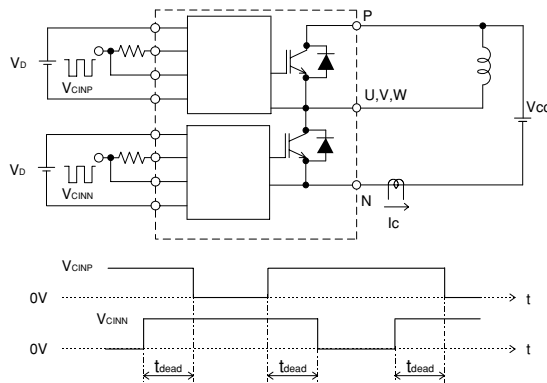 P
VD
VCINP
U,V,W
Vcc
VD
VCINN
N
Ic
VCINP
0V
t
VCINN
0V
t
tdead
tdead
tdead